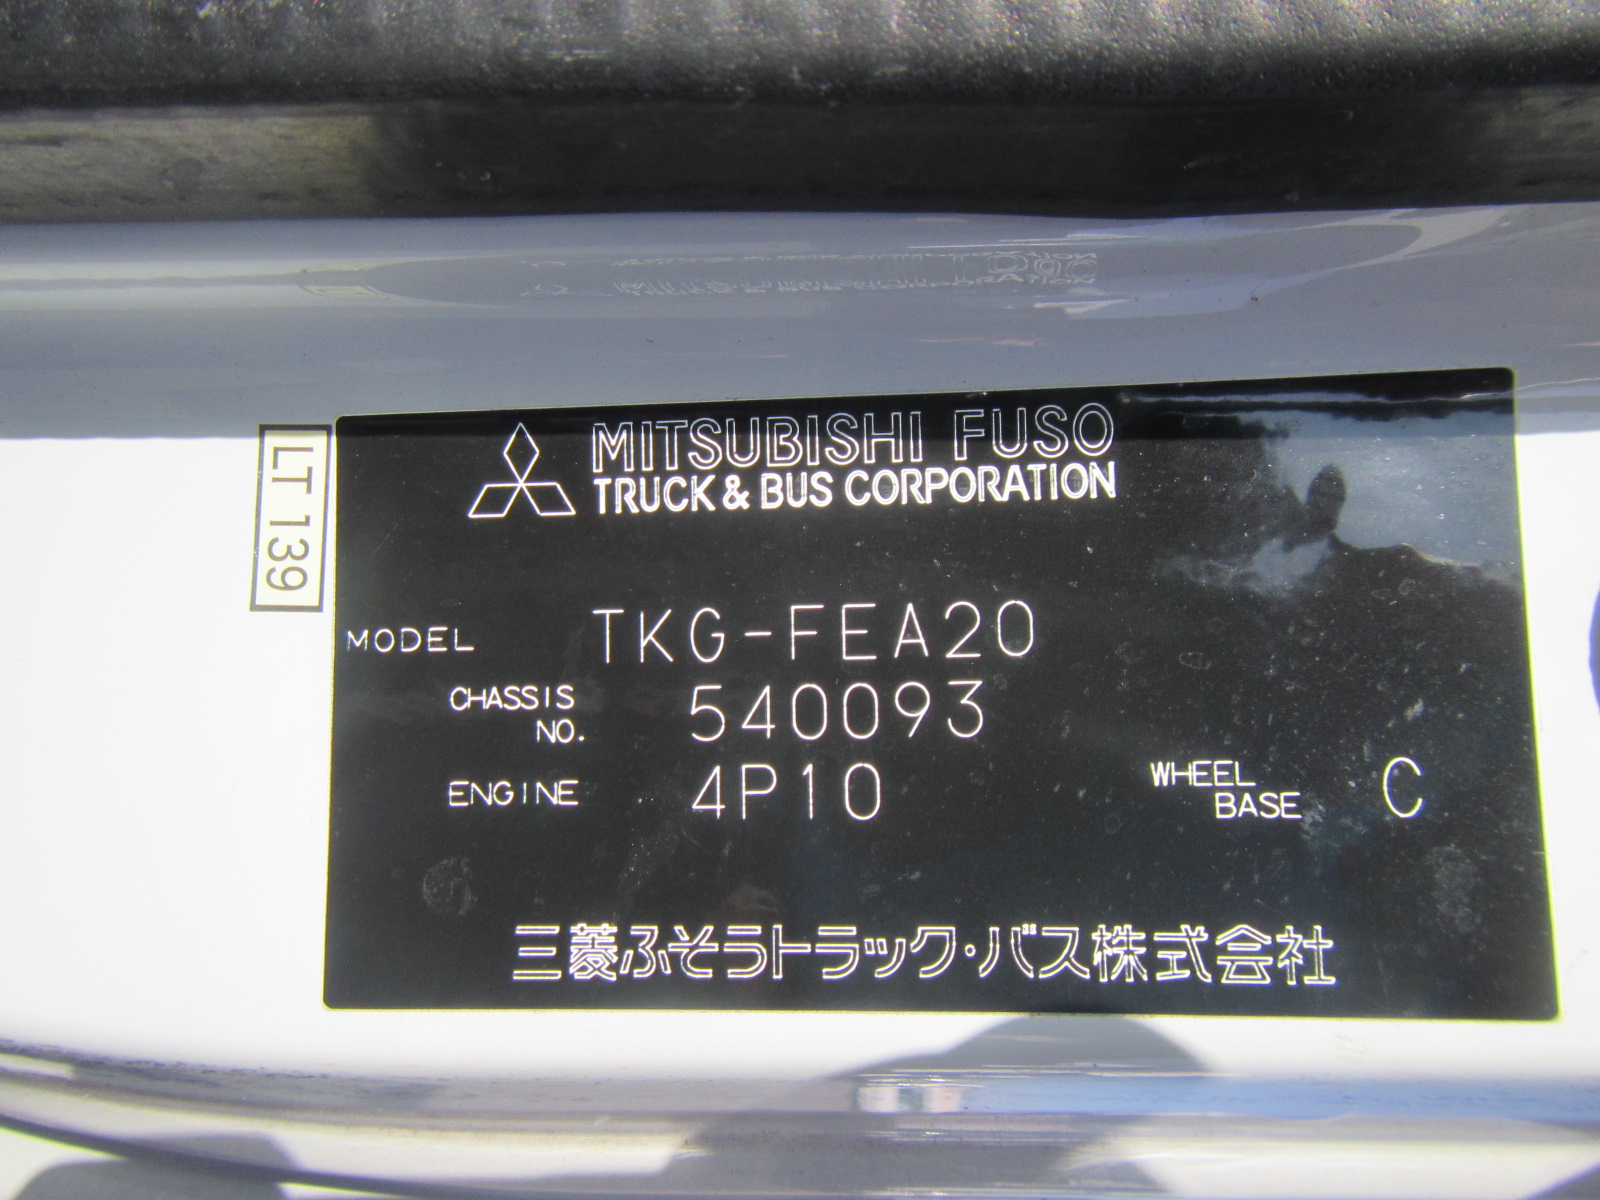 MITSUBISHI FUSO
TRUCK & BUS CORPORATION
LT 139
MODEL TKG-FEA20
CHASSIS NO. 540093
ENGINE 4P10
WHEEL BASE C
三菱ふそうトラック・バス株式会社